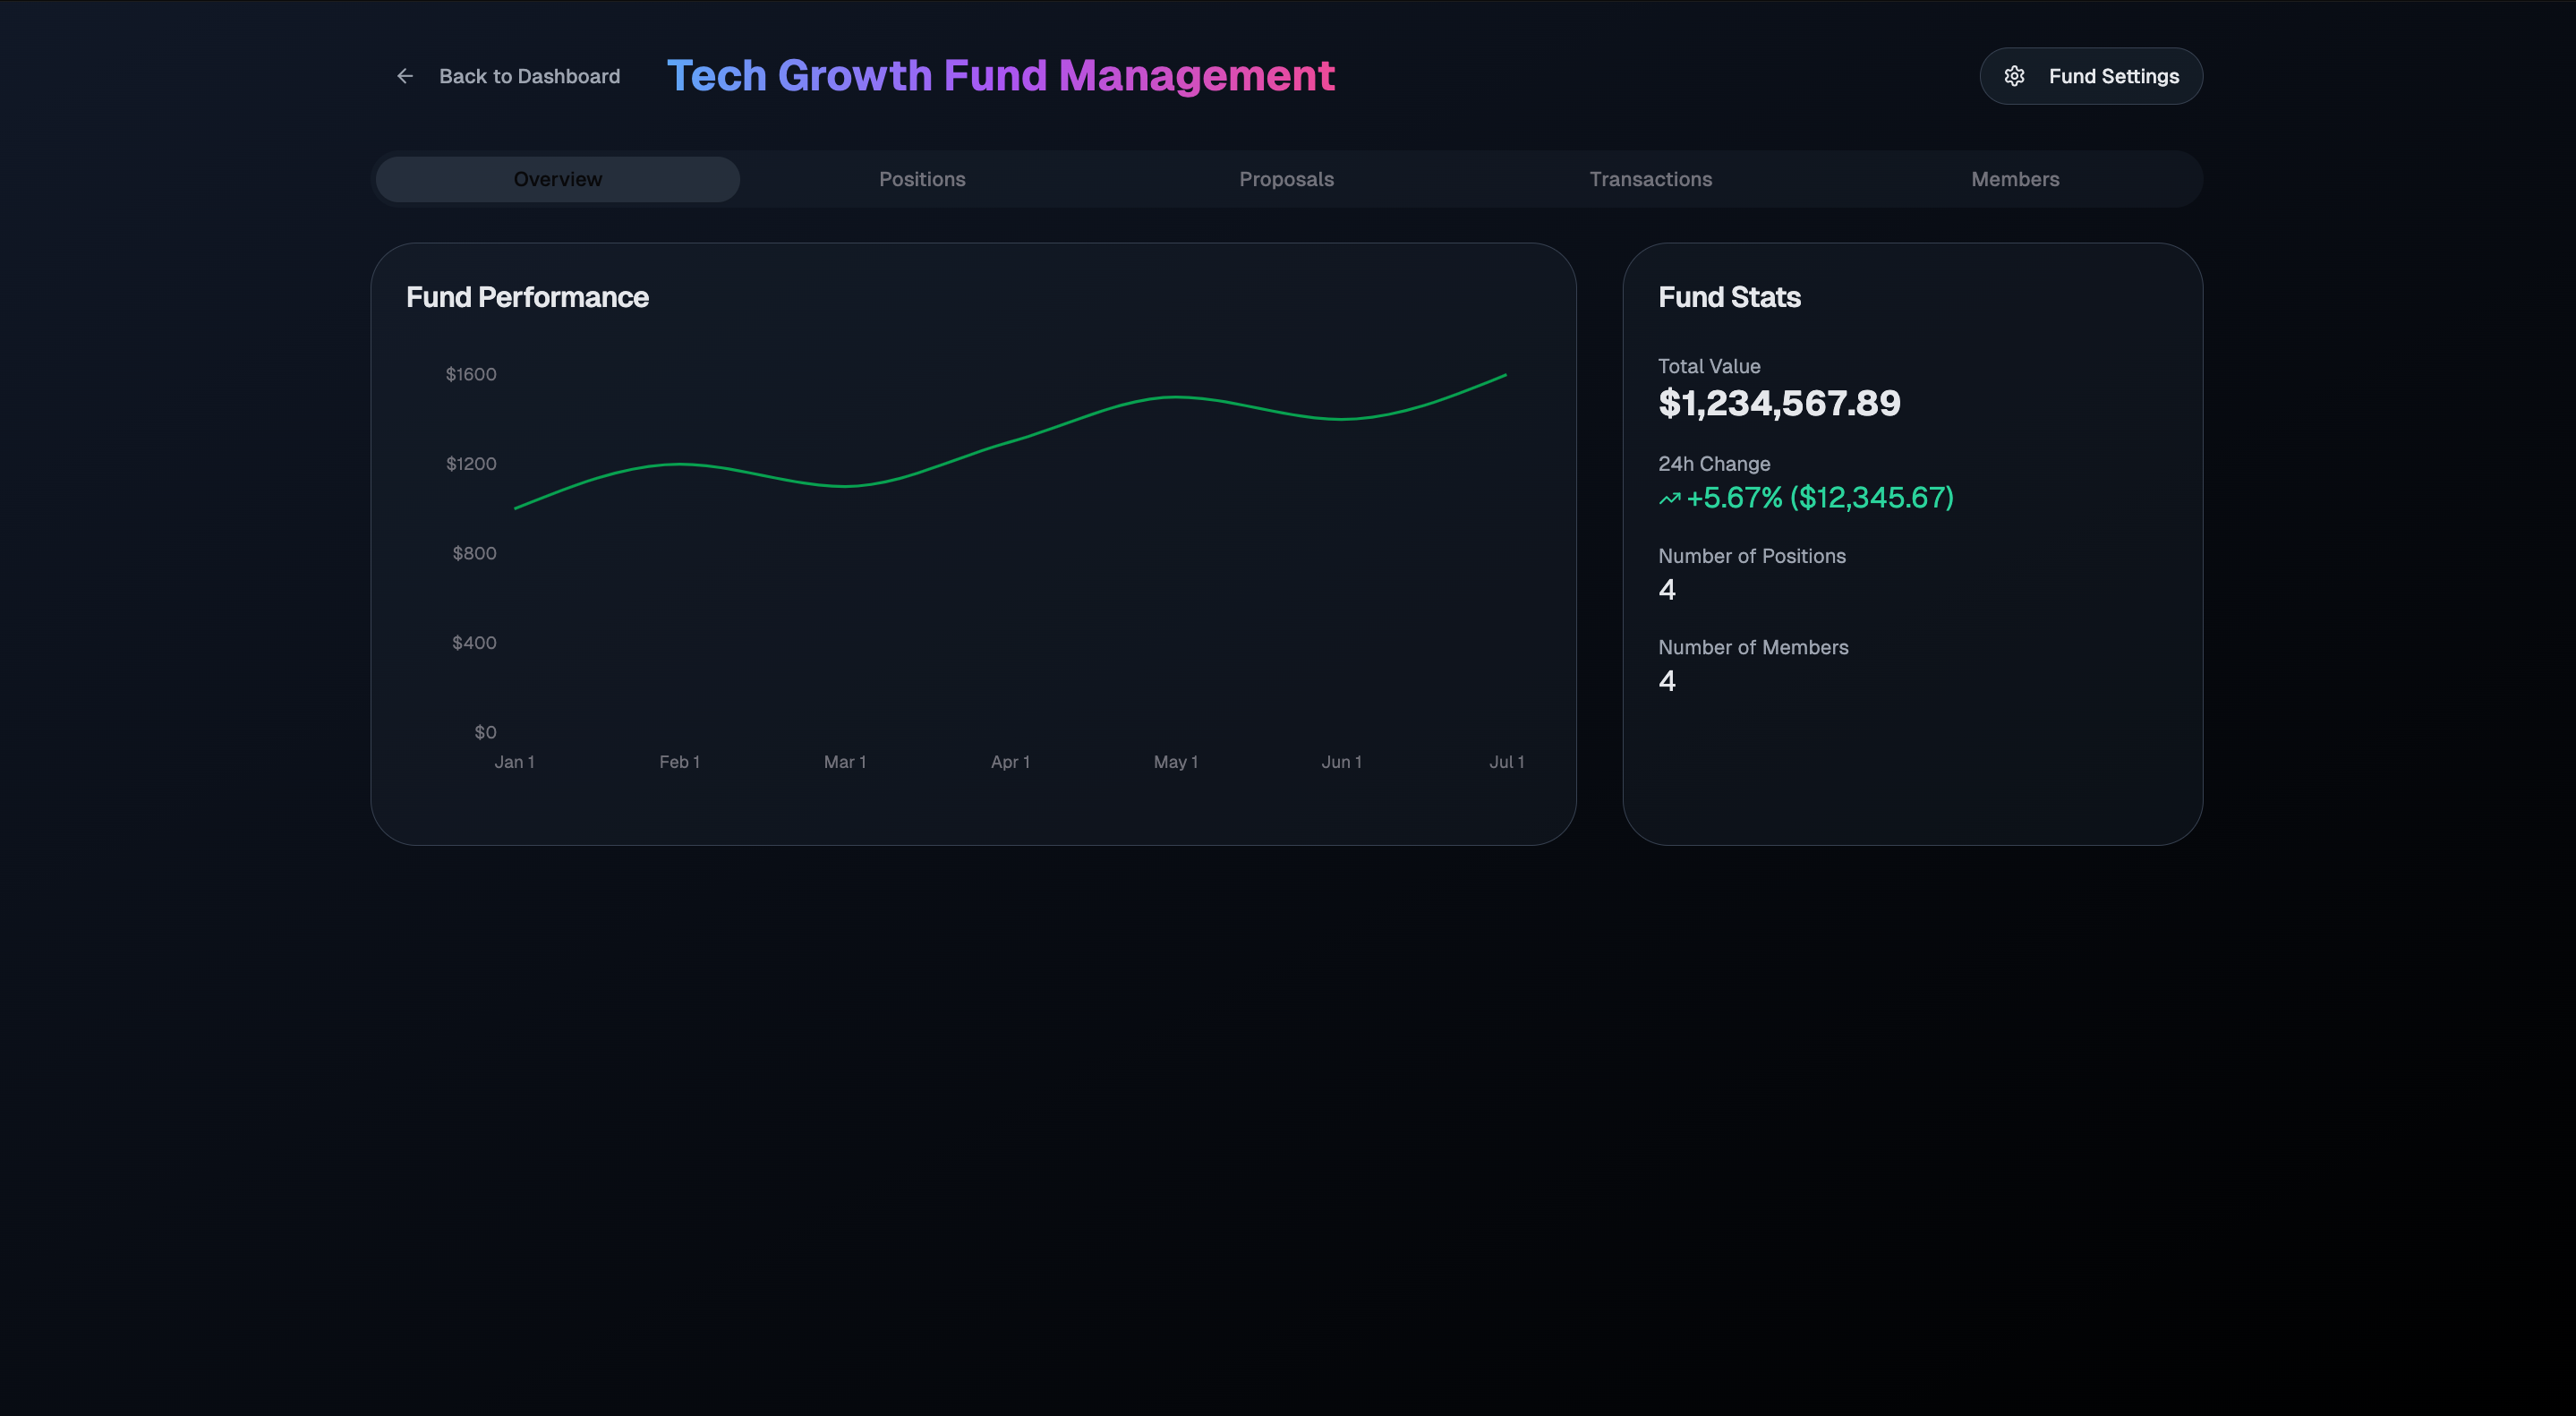 Back to Dashboard
Tech Growth Fund Management
Fund Settings
Overview
Positions
Proposals
Transactions
Members
Fund Performance
$1600
$1200
$800
$400
$0
Jan 1
Feb 1
Mar 1
Apr 1
May 1
Jun 1
Jul 1
Fund Stats
Total Value
$1,234,567.89
24h Change
+5.67% ($12,345.67)
Number of Positions
4
Number of Members
4